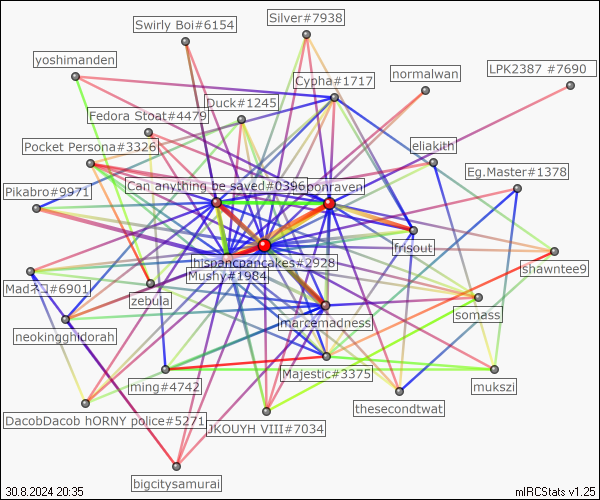 Swirly Boi#6154
Silver#7938
yoshimanden
Cypha#1717
normalwan
LPK2387 #7690
Duck#1245
Fedora Stoat#4479
Pocket Persona#3326
eliakith
Eg.Master#1378
Pikabro#9971
Can anything be saved#0396
ponraven
frisout
hispanicpancakes#2928
Mushy#1984
shawntee9
Madネコ#6901
zebula
somass
neokingghidorah
marcemadness
Majestic#3375
ming#4742
mukszi
DacobDacob hORNY police#5271
JKOUYH VIII#7034
thesecondtwat
bigcitysamurai
30.8.2024 20:35
mIRCStats v1.25